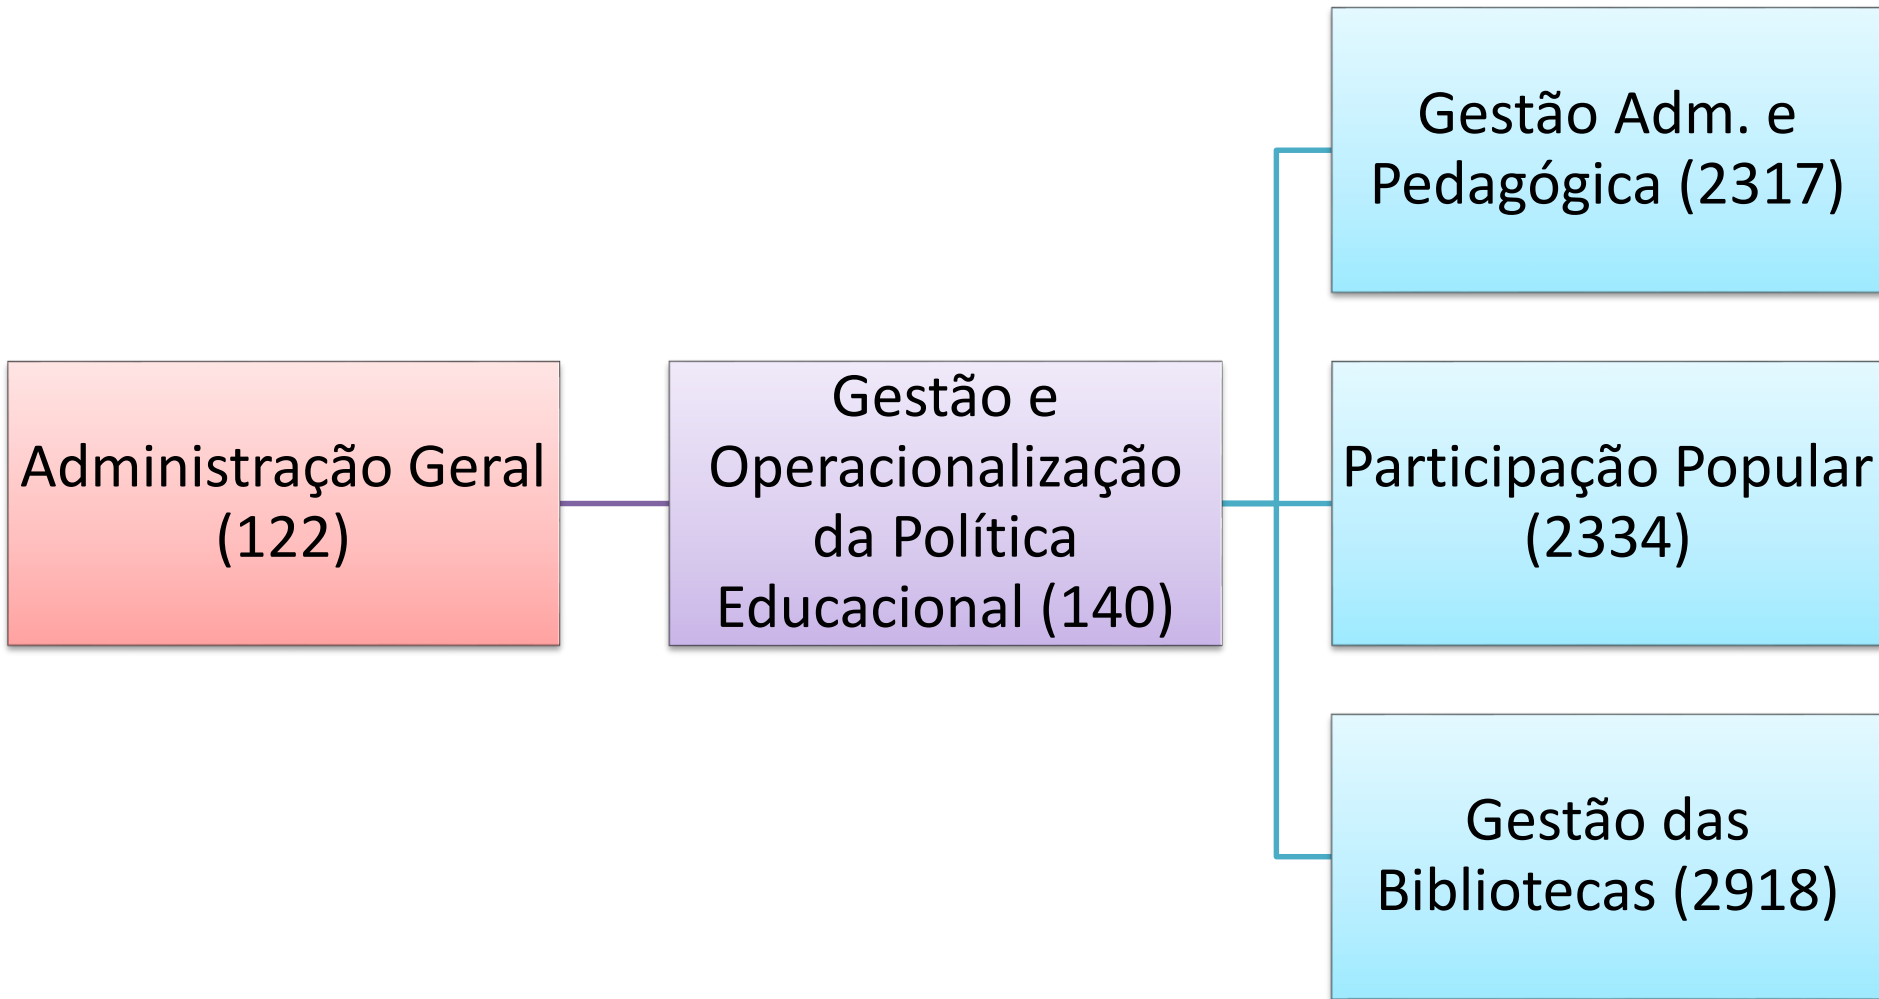 Administração Geral
(122)
Gestão e
Operacionalização
da Política
Educacional (140)
Gestão Adm. e
Pedagógica (2317)
Participação Popular
(2334)
Gestão das
Bibliotecas (2918)